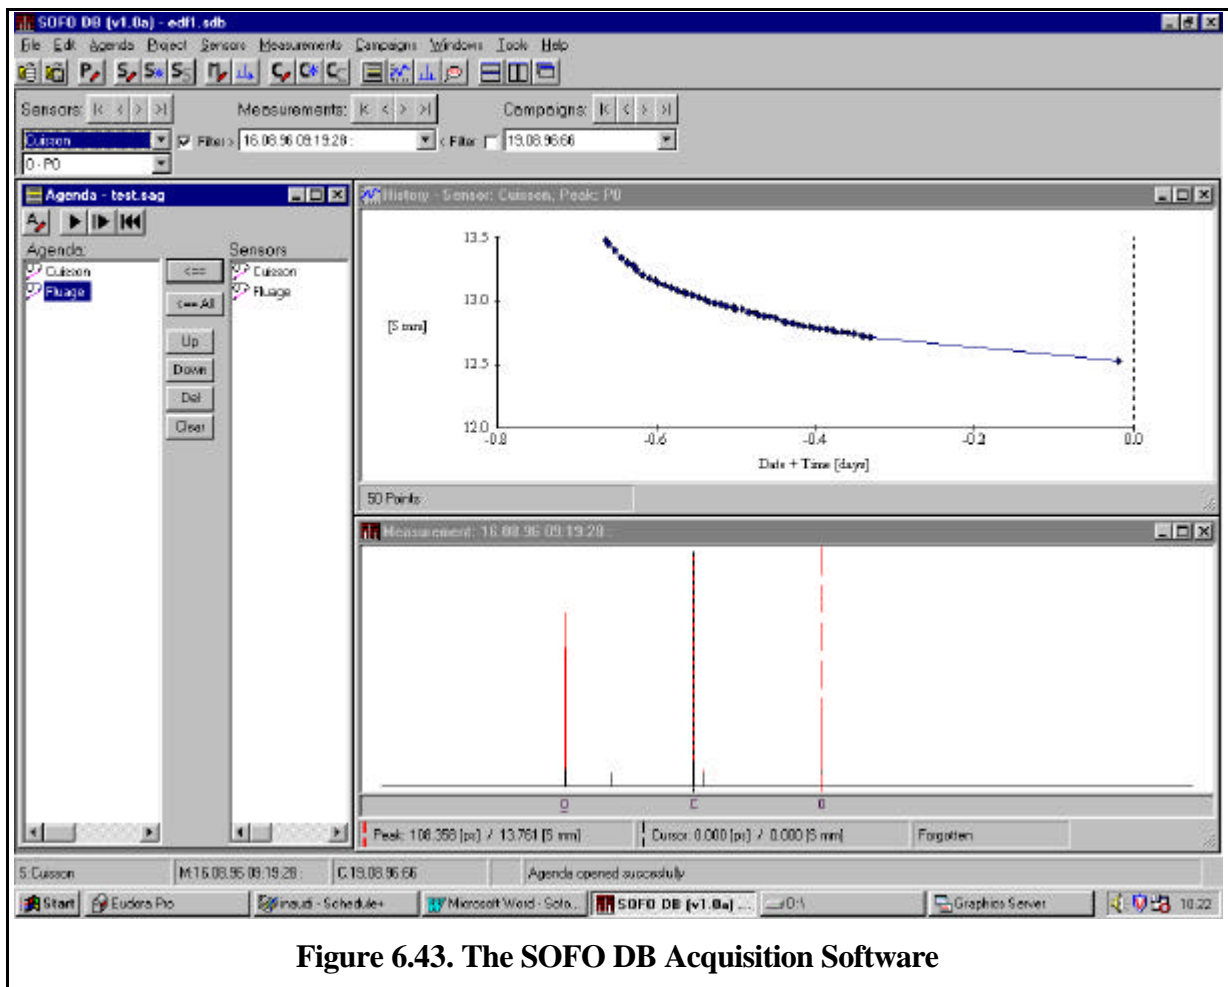 SOFO DB (v1.0a) - edf1.sdb
File Edit Agenda Project Sensors Measurements Campaigns Windows Tools Help
Sensors: Measurements: Campaigns:
Cuisson Filter > 16.08.96 09:19:28 : < Filter 19.08.96:66
0 - P0
Agenda - test.sag
Agenda: Sensors
Cuisson <== Cuisson
Fluage <== All Fluage
Up
Down
Del
Clear
History - Sensor: Cuisson, Peak: P0
13.5
13.0
[S mm]
12.5
12.0
-0.8 -0.6 -0.4 -0.2 0.0
Date + Time [days]
50 Points
Measurement: 16.08.96 09:19:28 :
0 C 0
Peak: 108.358 [ps] / 13.761 [S mm] Cursor: 0.000 [ps] / 0.000 [S mm] Forgotten
S:Cuisson M:16.08.96 09:19:28 : C:19.08.96:66 Agenda opened succesfuly
Start Eudora Pro inaudi - Schedule+ Microsoft Word - Sofo... SOFO DB (v1.0a) ... D:\ Graphics Server 10:22
Figure 6.43. The SOFO DB Acquisition Software